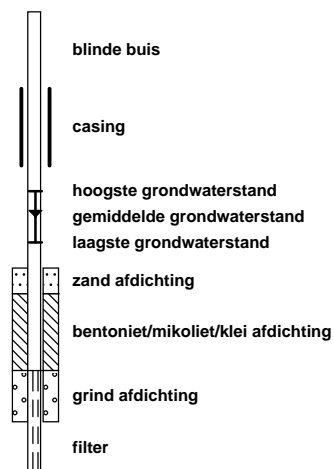 blinde buis
casing
hoogste grondwaterstand
gemiddelde grondwaterstand
laagste grondwaterstand
zand afdichting
bentoniet/mikoliet/klei afdichting
grind afdichting
filter